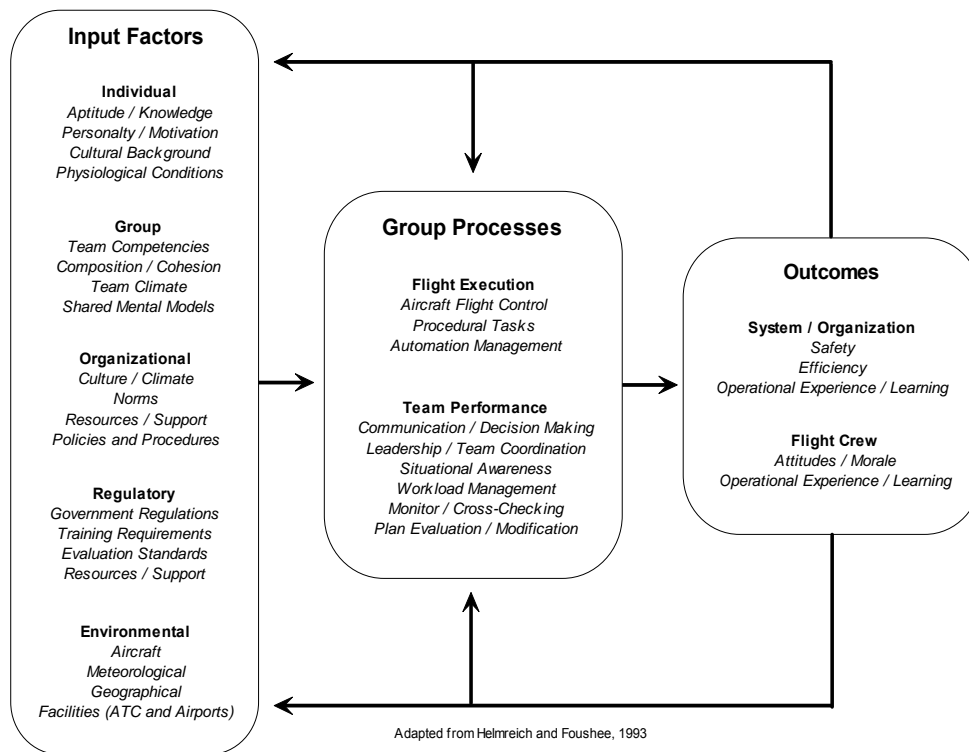 Input Factors
Individual
Aptitude / Knowledge
Personalty / Motivation
Cultural Background
Physiological Conditions
Group
Team Competencies
Composition / Cohesion
Team Climate
Shared Mental Models
Organizational
Culture / Climate
Norms
Resources / Support
Policies and Procedures
Regulatory
Government Regulations
Training Requirements
Evaluation Standards
Resources / Support
Environmental
Aircraft
Meteorological
Geographical
Facilities (ATC and Airports)
Group Processes
Flight Execution
Aircraft Flight Control
Procedural Tasks
Automation Management
Team Performance
Communication / Decision Making
Leadership / Team Coordination
Situational Awareness
Workload Management
Monitor / Cross-Checking
Plan Evaluation / Modification
Outcomes
System / Organization
Safety
Efficiency
Operational Experience / Learning
Flight Crew
Attitudes / Morale
Operational Experience / Learning
Adapted from Helmreich and Foushee, 1993